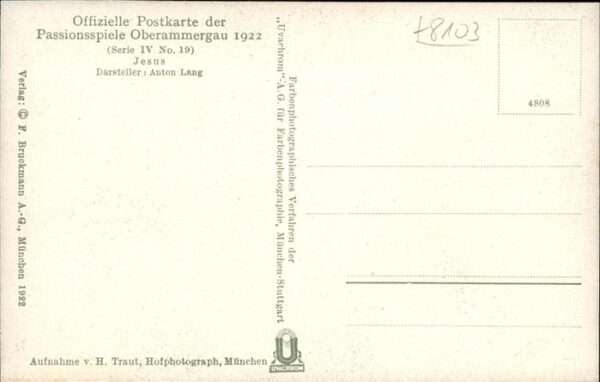 Offizielle Postkarte der
Passionsspiele Oberammergau 1922
(Serie IV No. 19)
Jesus
Darsteller: Anton Lang
Verlag: © F. Bruckmann A.-G., München 1922
Aufnahme v. H. Traut, Hofphotograph, München
Farbenphotographisches Verfahren der
„Uvachrom“-A. G. für Farbenphotographie, München-Stuttgart
U
UVACHROM
+8103
4808